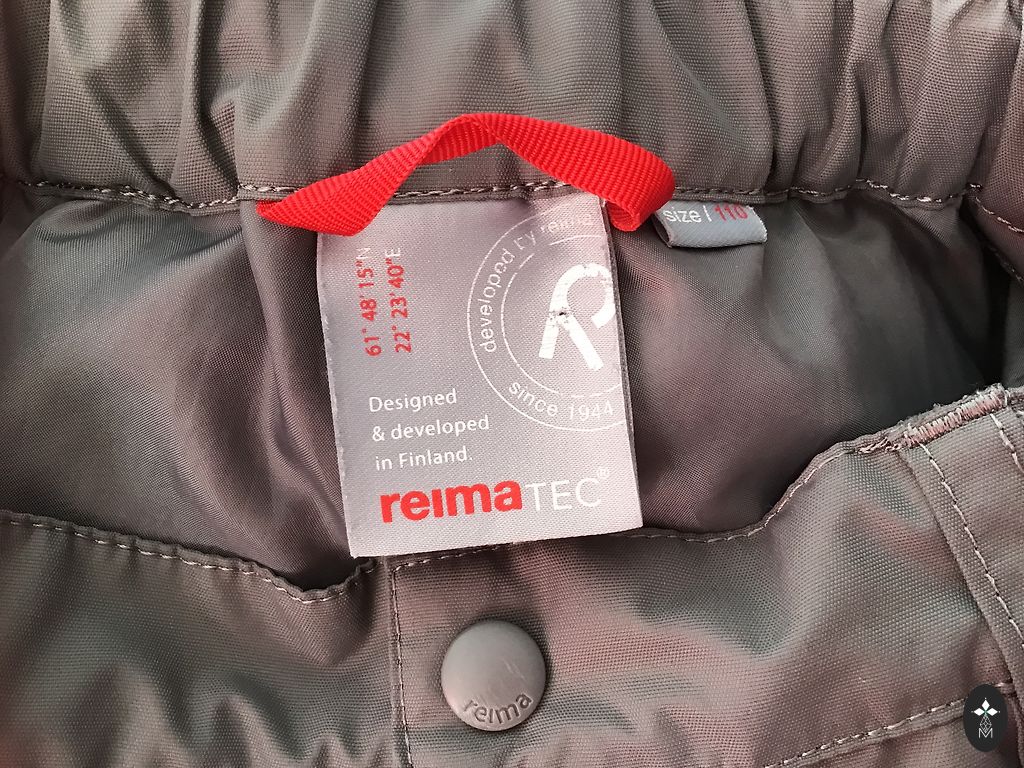 61° 48' 15"N
22° 23' 40"E
developed by reima
since 1944
R
size | 110
Designed
& developed
in Finland.
reimaTEC®
reima
M